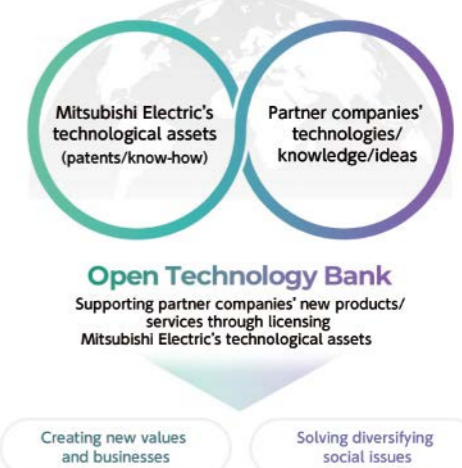 Mitsubishi Electric's
technological assets
(patents/know-how)
Partner companies'
technologies/
knowledge/ideas
Open Technology Bank
Supporting partner companies' new products/
services through licensing
Mitsubishi Electric's technological assets
Creating new values
and businesses
Solving diversifying
social issues